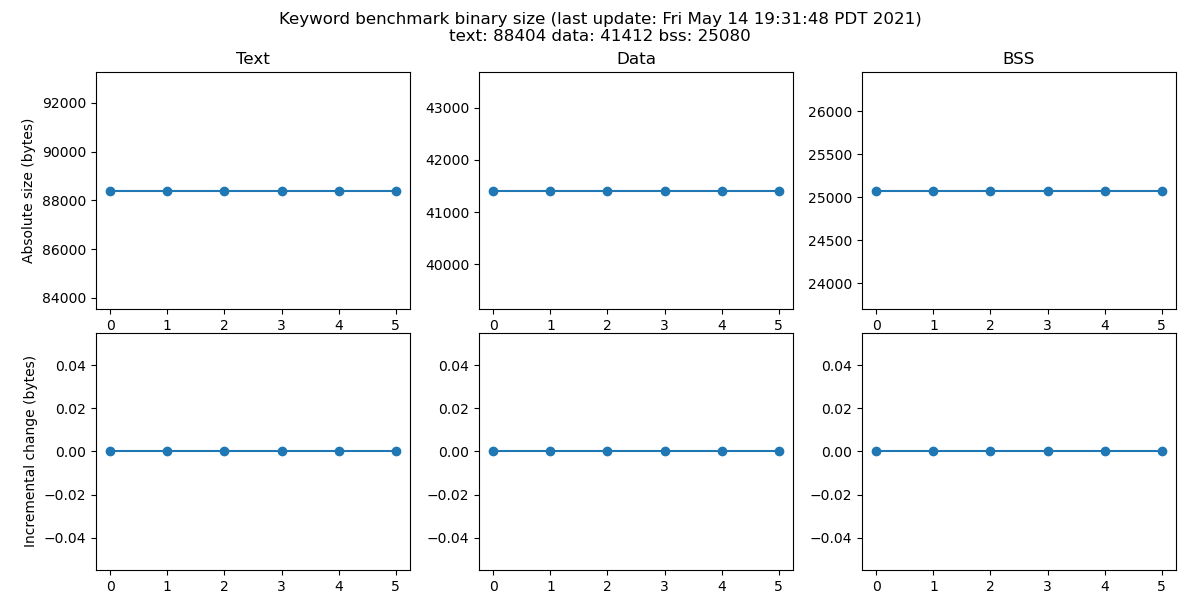 Keyword benchmark binary size (last update: Fri May 14 19:31:48 PDT 2021)
text: 88404 data: 41412 bss: 25080
Text
Data
BSS
Absolute size (bytes)
92000
90000
88000
86000
84000
0 1 2 3 4 5
43000
42000
41000
40000
0 1 2 3 4 5
26000
25500
25000
24500
24000
0 1 2 3 4 5
Incremental change (bytes)
0.04
0.02
0.00
−0.02
−0.04
0 1 2 3 4 5
0.04
0.02
0.00
−0.02
−0.04
0 1 2 3 4 5
0.04
0.02
0.00
−0.02
−0.04
0 1 2 3 4 5